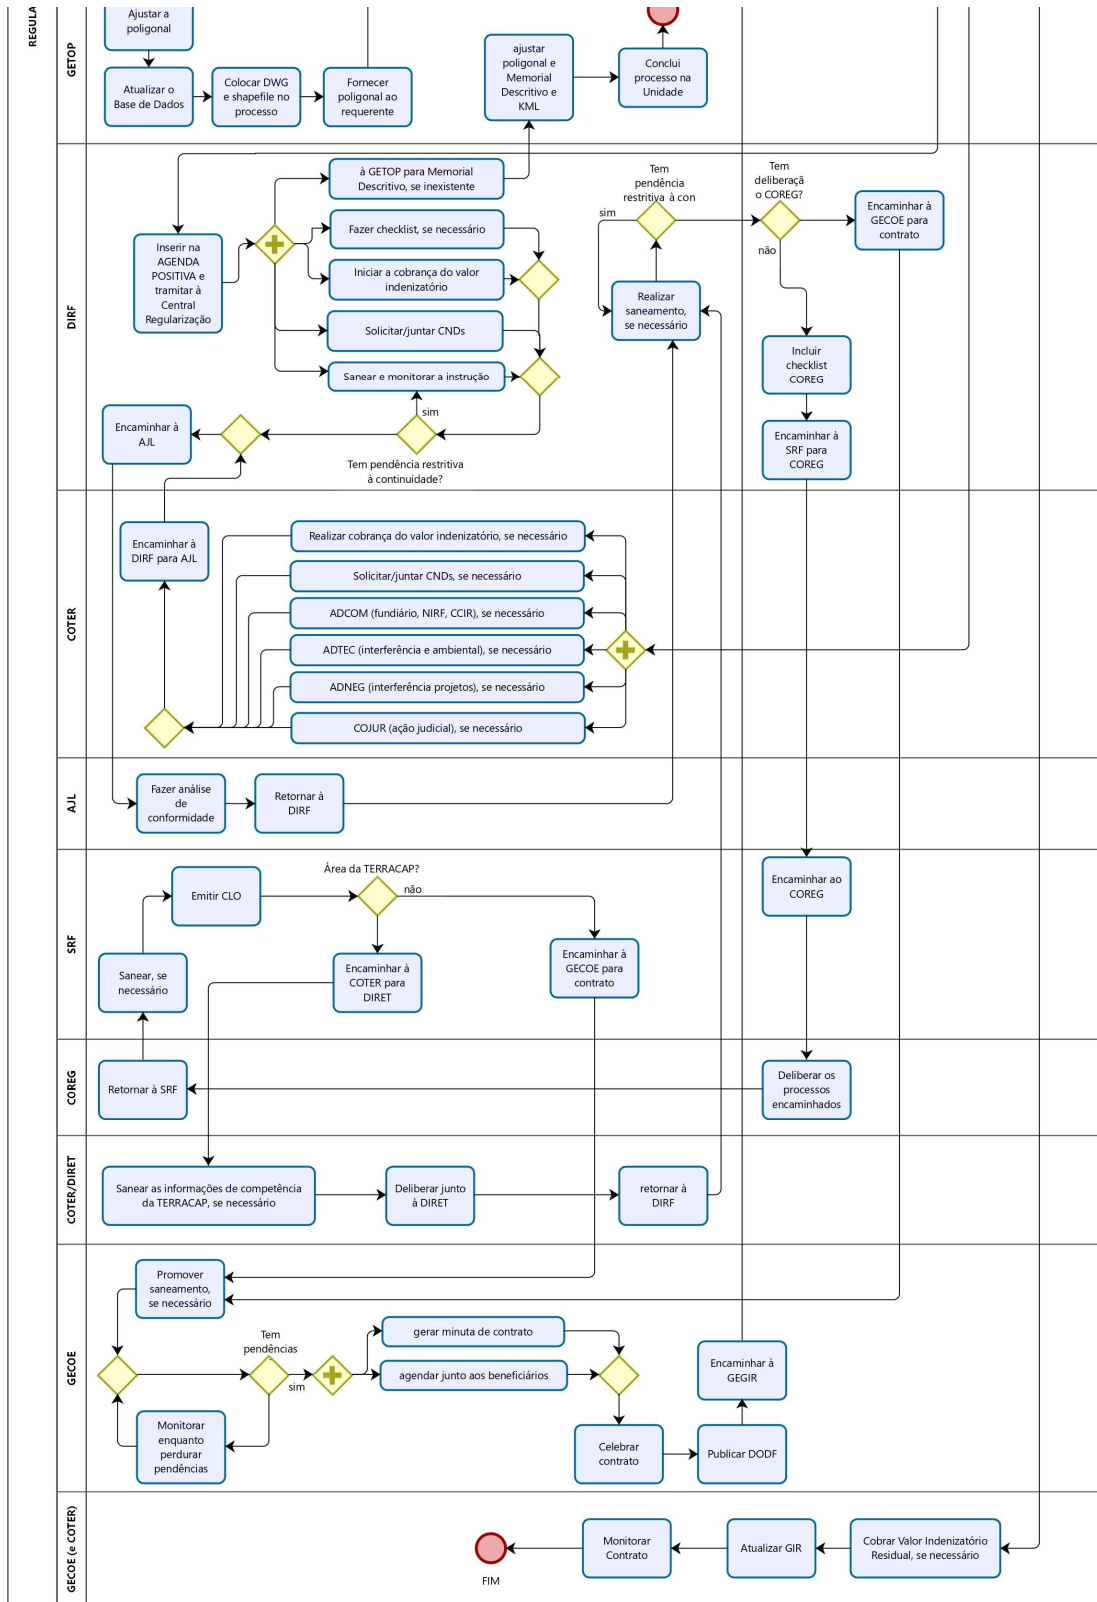 REGULA
GETOP
Ajustar a
poligonal
Atualizar o
Base de Dados
Colocar DWG
e shapefile no
processo
Fornecer
poligonal ao
requerente
ajustar
poligonal e
Memorial
Descritivo e
KML
Conclui
processo na
Unidade
DIRF
Inserir na
AGENDA
POSITIVA e
tramitar à
Central
Regularização
à GETOP para Memorial
Descritivo, se inexistente
Fazer checklist, se necessário
Iniciar a cobrança do valor
indenizatório
Solicitar/juntar CNDs
Sanear e monitorar a instrução
sim
Tem pendência restritiva
à continuidade?
Encaminhar à
AJL
Tem
pendência
restritiva à con
sim
Realizar
saneamento,
se necessário
Tem
deliberaçã
o COREG?
não
Encaminhar à
GECOE para
contrato
Incluir
checklist
COREG
Encaminhar à
SRF para
COREG
COTER
Encaminhar à
DIRF para AJL
Realizar cobrança do valor indenizatório, se necessário
Solicitar/juntar CNDs, se necessário
ADCOM (fundiário, NIRF, CCIR), se necessário
ADTEC (interferência e ambiental), se necessário
ADNEG (interferência projetos), se necessário
COJUR (ação judicial), se necessário
AJL
Fazer análise
de
conformidade
Retornar à
DIRF
SRF
Sanear, se
necessário
Emitir CLO
Área da TERRACAP?
não
Encaminhar à
COTER para
DIRET
Encaminhar à
GECOE para
contrato
Encaminhar ao
COREG
COREG
Retornar à SRF
Deliberar os
processos
encaminhados
COTER/DIRET
Sanear as informações de competência
da TERRACAP, se necessário
Deliberar junto
à DIRET
retornar à
DIRF
GECOE
Promover
saneamento,
se necessário
Tem
pendências
sim
Monitorar
enquanto
perdurar
pendências
gerar minuta de contrato
agendar junto aos beneficiários
Celebrar
contrato
Publicar DODF
Encaminhar à
GEGIR
GECOE (e COTER)
FIM
Monitorar
Contrato
Atualizar GIR
Cobrar Valor Indenizatório
Residual, se necessário